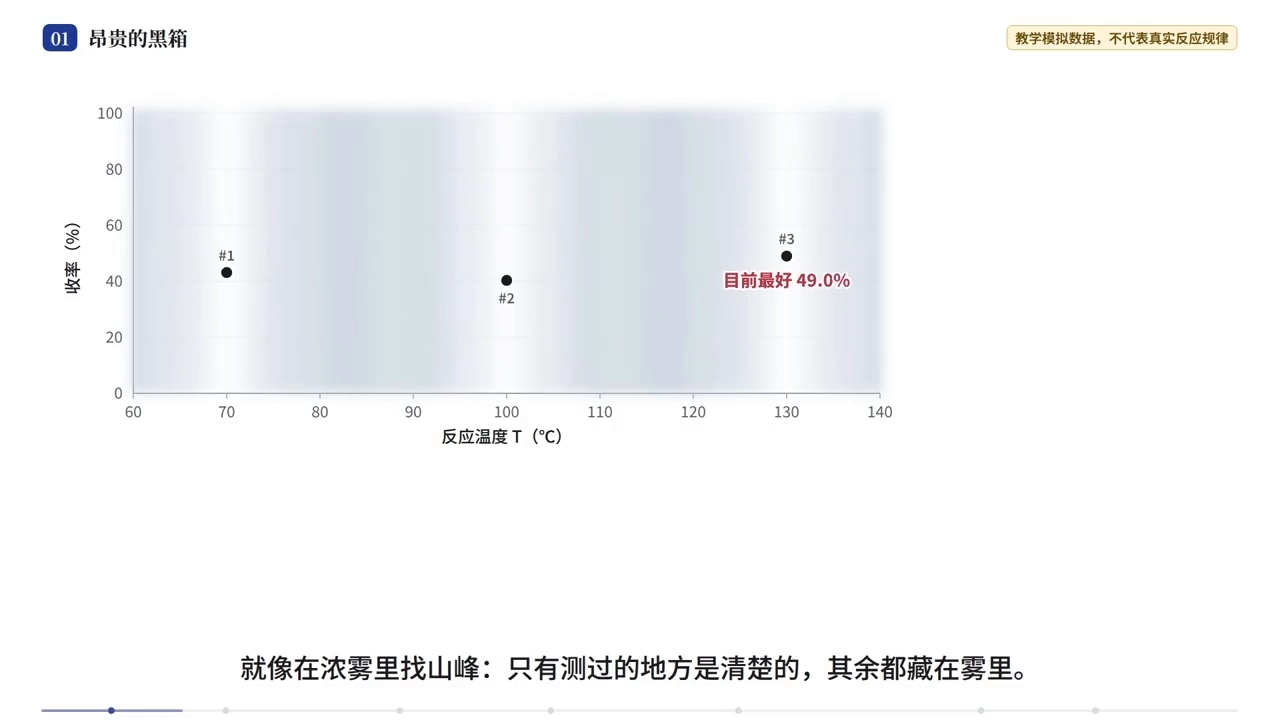 01 昂贵的黑箱
教学模拟数据，不代表真实反应规律
收率（%）
100
80
60
40
20
0
#1
#2
#3
目前最好 49.0%
60 70 80 90 100 110 120 130 140
反应温度 T（℃）
就像在浓雾里找山峰：只有测过的地方是清楚的，其余都藏在雾里。